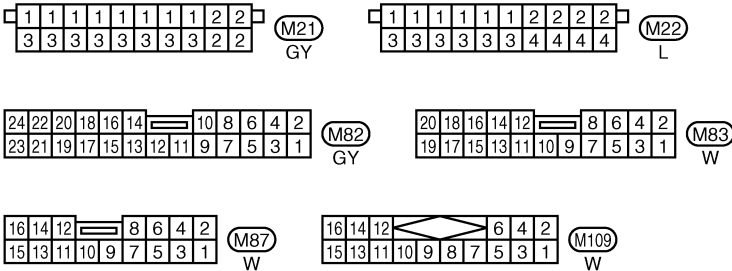 1 1 1 1 1 1 1 1 2 2
3 3 3 3 3 3 3 3 2 2
M21
GY
1 1 1 1 1 1 2 2 2 2
3 3 3 3 3 3 4 4 4 4
M22
L
24 22 20 18 16 14 10 8 6 4 2
23 21 19 17 15 13 12 11 9 7 5 3 1
M82
GY
20 18 16 14 12 8 6 4 2
19 17 15 13 11 10 9 7 5 3 1
M83
W
16 14 12 8 6 4 2
15 13 11 10 9 7 5 3 1
M87
W
16 14 12 6 4 2
15 13 11 10 9 8 7 5 3 1
M109
W